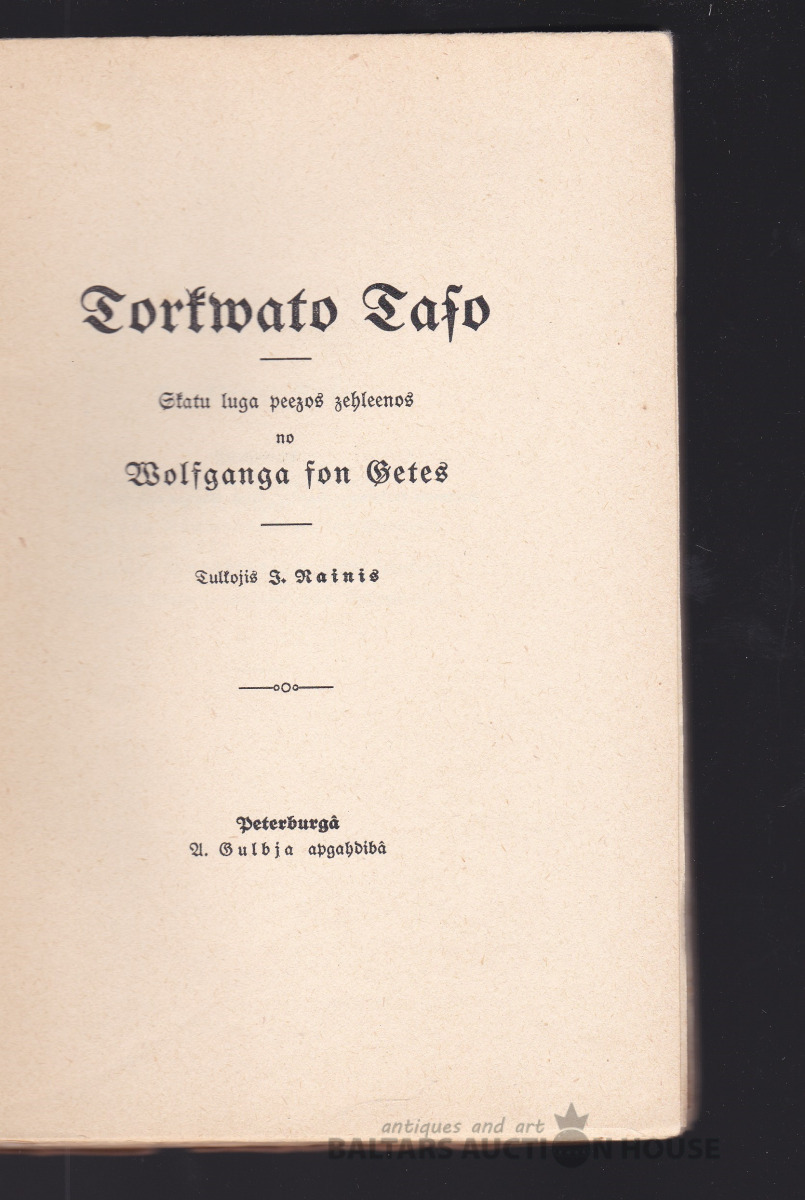 Torkwato Taſo
Skatu luga peezos zehleenos
no
Wolfganga fon Getes
Tulkojis J. Rainis
Peterburgâ
A. Gulbja apgahdibâ
antiques and art
BALTARS AUCTION HOUSE